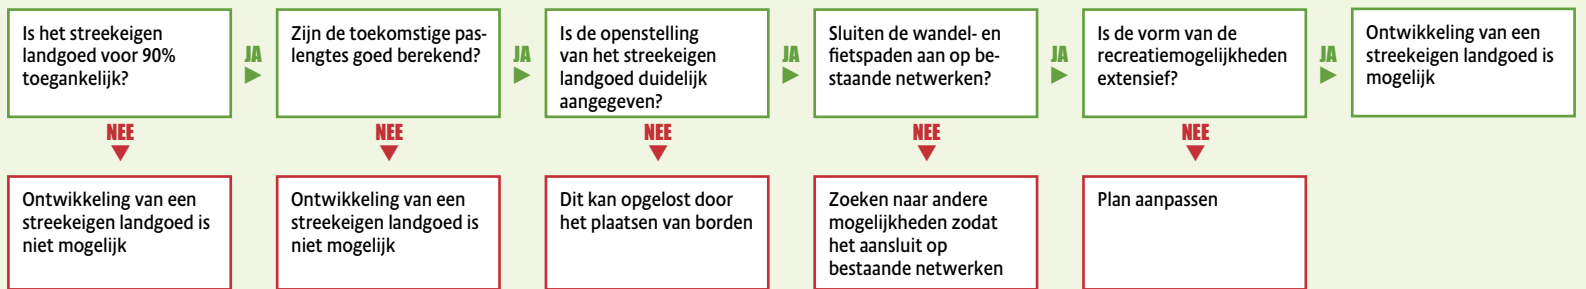 Is het streekeigen
landgoed voor 90%
toegankelijk?
JA
Zijn de toekomstige pas-
lengtes goed berekend?
JA
Is de openstelling
van het streekeigen
landgoed duidelijk
aangegeven?
JA
Sluiten de wandel- en
fietspaden aan op be-
staande netwerken?
JA
Is de vorm van de
recreatiemogelijkheden
extensief?
JA
Ontwikkeling van een
streekeigen landgoed is
mogelijk
NEE
NEE
NEE
NEE
NEE
Ontwikkeling van een
streekeigen landgoed is
niet mogelijk
Ontwikkeling van een
streekeigen landgoed is
niet mogelijk
Dit kan opgelost door
het plaatsen van borden
Zoeken naar andere
mogelijkheden zodat
het aansluit op
bestaande netwerken
Plan aanpassen